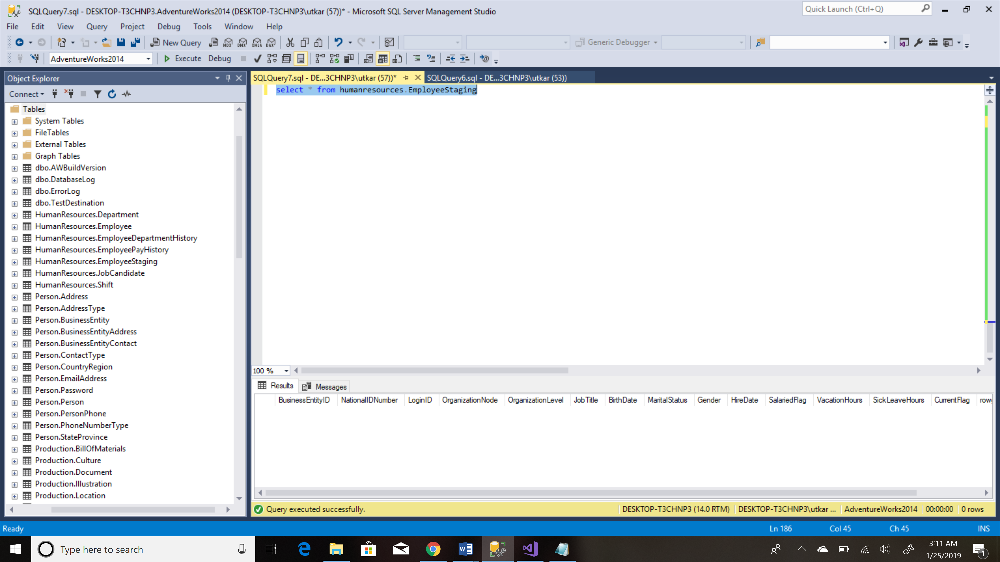 SQLQuery7.sql - DESKTOP-T3CHNP3.AdventureWorks2014 (DESKTOP-T3CHNP3\utkar (57))* - Microsoft SQL Server Management Studio
Quick Launch (Ctrl+Q)
File Edit View Query Project Debug Tools Window Help
New Query MDX DMX XMLA DAX Generic Debugger
AdventureWorks2014 Execute Debug
Object Explorer
Connect
Tables
System Tables
FileTables
External Tables
Graph Tables
dbo.AWBuildVersion
dbo.DatabaseLog
dbo.ErrorLog
dbo.TestDestination
HumanResources.Department
HumanResources.Employee
HumanResources.EmployeeDepartmentHistory
HumanResources.EmployeePayHistory
HumanResources.EmployeeStaging
HumanResources.JobCandidate
HumanResources.Shift
Person.Address
Person.AddressType
Person.BusinessEntity
Person.BusinessEntityAddress
Person.BusinessEntityContact
Person.ContactType
Person.CountryRegion
Person.EmailAddress
Person.Password
Person.Person
Person.PersonPhone
Person.PhoneNumberType
Person.StateProvince
Production.BillOfMaterials
Production.Culture
Production.Document
Production.Illustration
Production.Location
SQLQuery7.sql - DE...3CHNP3\utkar (57))* SQLQuery6.sql - DE...3CHNP3\utkar (53))
select * from humanresources.EmployeeStaging
100 %
Results Messages
BusinessEntityID NationalIDNumber LoginID OrganizationNode OrganizationLevel JobTitle BirthDate MaritalStatus Gender HireDate SalariedFlag VacationHours SickLeaveHours CurrentFlag
Query executed successfully. DESKTOP-T3CHNP3 (14.0 RTM) DESKTOP-T3CHNP3\utkar ... AdventureWorks2014 00:00:00 0 rows
Ready Ln 186 Col 45 Ch 45 INS
Type here to search
3:11 AM
1/25/2019
1